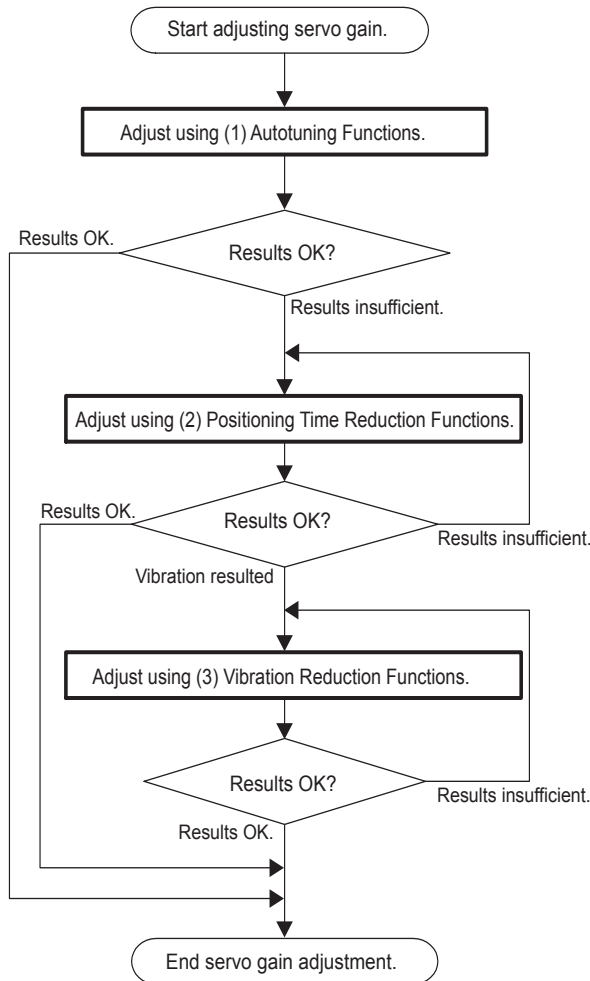 Start adjusting servo gain.
Adjust using (1) Autotuning Functions.
Results OK.
Results OK?
Results insufficient.
Adjust using (2) Positioning Time Reduction Functions.
Results OK.
Results OK?
Results insufficient.
Vibration resulted
Adjust using (3) Vibration Reduction Functions.
Results OK?
Results insufficient.
Results OK.
End servo gain adjustment.